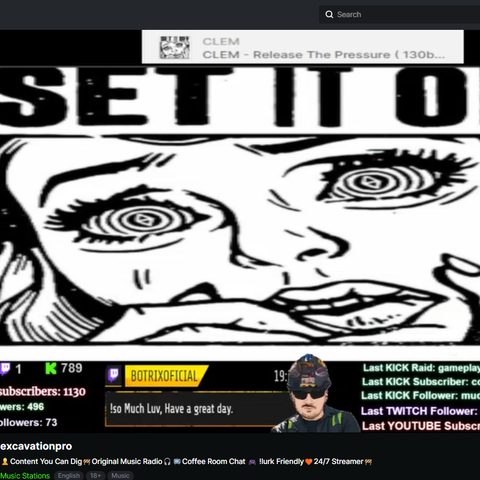 Search
CLEM
CLEM - Release The Pressure ( 130b...
SET IT O
1
789
subscribers: 1130
wers: 496
ollowers: 73
BOTRIXOFICIAL
19:
!so Much Luv, Have a great day.
Last KICK Raid: gameplay
Last KICK Subscriber: co
Last KICK Follower: muc
Last TWITCH Follower:
Last YOUTUBE Subscr
excavationpro
Content You Can Dig Original Music Radio Coffee Room Chat !lurk Friendly 24/7 Streamer
Music Stations English 18+ Music